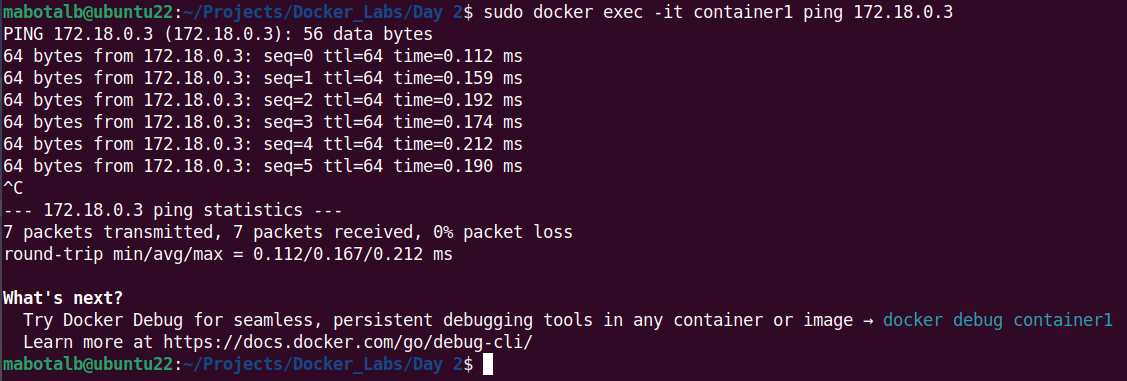 mabotalb@ubuntu22:~/Projects/Docker_Labs/Day 2$ sudo docker exec -it container1 ping 172.18.0.3
PING 172.18.0.3 (172.18.0.3): 56 data bytes
64 bytes from 172.18.0.3: seq=0 ttl=64 time=0.112 ms
64 bytes from 172.18.0.3: seq=1 ttl=64 time=0.159 ms
64 bytes from 172.18.0.3: seq=2 ttl=64 time=0.192 ms
64 bytes from 172.18.0.3: seq=3 ttl=64 time=0.174 ms
64 bytes from 172.18.0.3: seq=4 ttl=64 time=0.212 ms
64 bytes from 172.18.0.3: seq=5 ttl=64 time=0.190 ms
^C
--- 172.18.0.3 ping statistics ---
7 packets transmitted, 7 packets received, 0% packet loss
round-trip min/avg/max = 0.112/0.167/0.212 ms
What's next?
Try Docker Debug for seamless, persistent debugging tools in any container or image → docker debug container1
Learn more at https://docs.docker.com/go/debug-cli/
mabotalb@ubuntu22:~/Projects/Docker_Labs/Day 2$